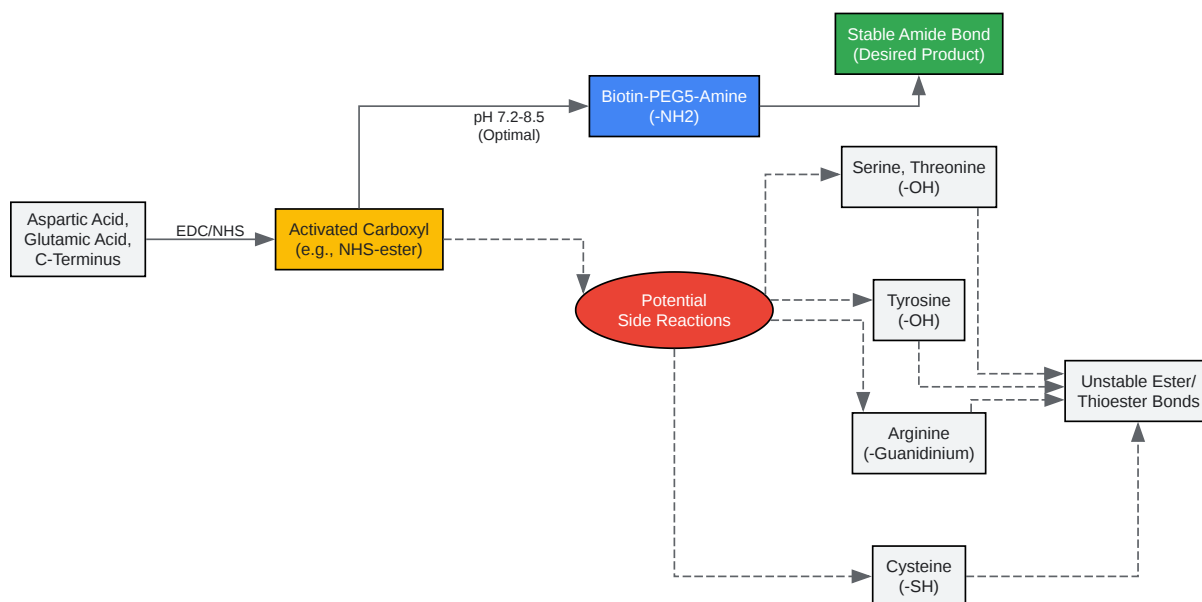 Stable Amide Bond
(Desired Product)
Biotin-PEG5-Amine
(-NH2)
pH 7.2-8.5
(Optimal)
Serine, Threonine
(-OH)
Aspartic Acid,
Glutamic Acid,
C-Terminus
EDC/NHS
Activated Carboxyl
(e.g., NHS-ester)
Potential
Side Reactions
Tyrosine
(-OH)
Unstable Ester/
Thioester Bonds
Arginine
(-Guanidinium)
Cysteine
(-SH)